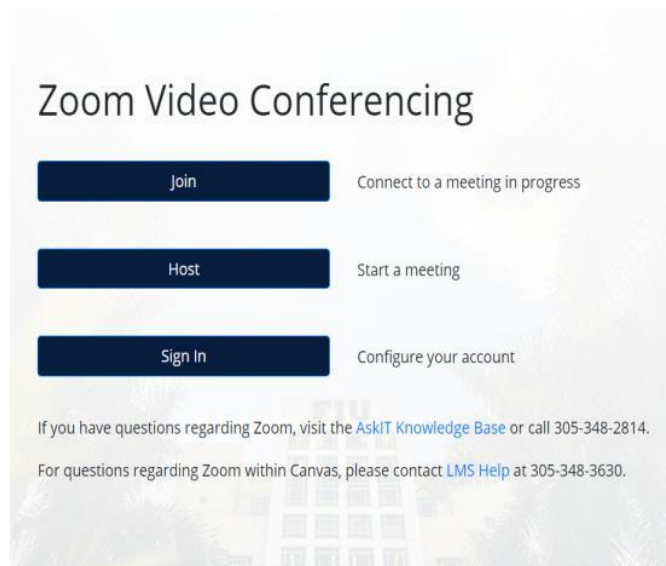 Zoom Video Conferencing
Join Connect to a meeting in progress
Host Start a meeting
Sign In Configure your account
If you have questions regarding Zoom, visit the AskIT Knowledge Base or call 305-348-2814.
For questions regarding Zoom within Canvas, please contact LMS Help at 305-348-3630.
FIU